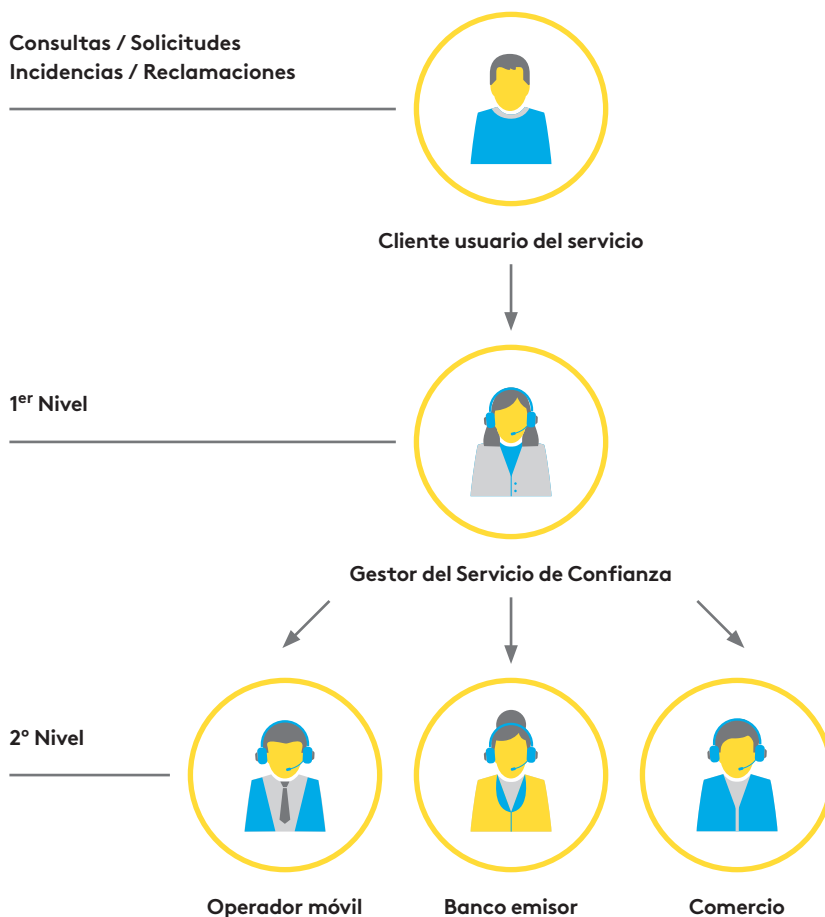 Consultas / Solicitudes
Incidencias / Reclamaciones
Cliente usuario del servicio
1er Nivel
Gestor del Servicio de Confianza
2º Nivel
Operador móvil
Banco emisor
Comercio